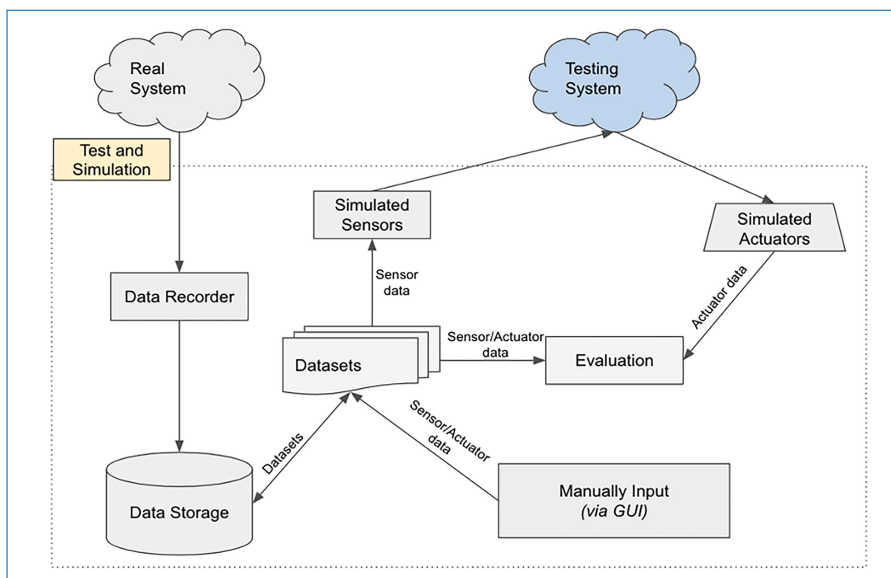 Real
System
Testing
System
Test and
Simulation
Simulated
Sensors
Simulated
Actuators
Sensor
data
Actuator data
Data Recorder
Sensor/Actuator
data
Datasets
Evaluation
Sensor/Actuator
data
Datasets
Manually Input
(via GUI)
Data Storage